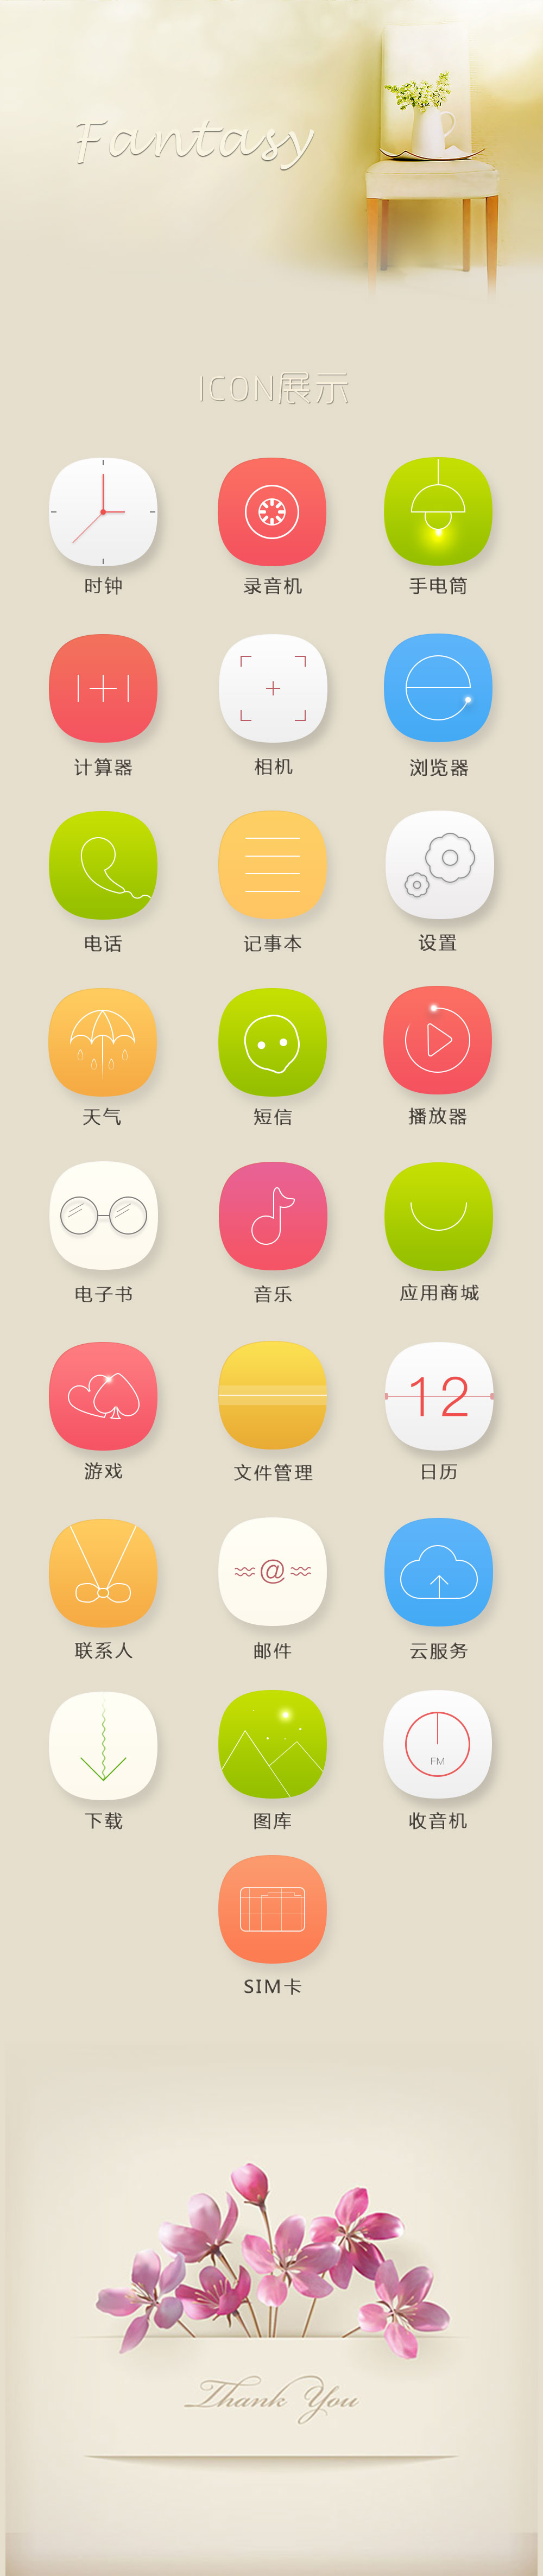 Fantasy
ICON展示
时钟 录音机 手电筒
计算器 相机 浏览器
电话 记事本 设置
天气 短信 播放器
电子书 音乐 应用商城
12
游戏 文件管理 日历
@
联系人 邮件 云服务
FM
下载 图库 收音机
SIM卡
Thank You